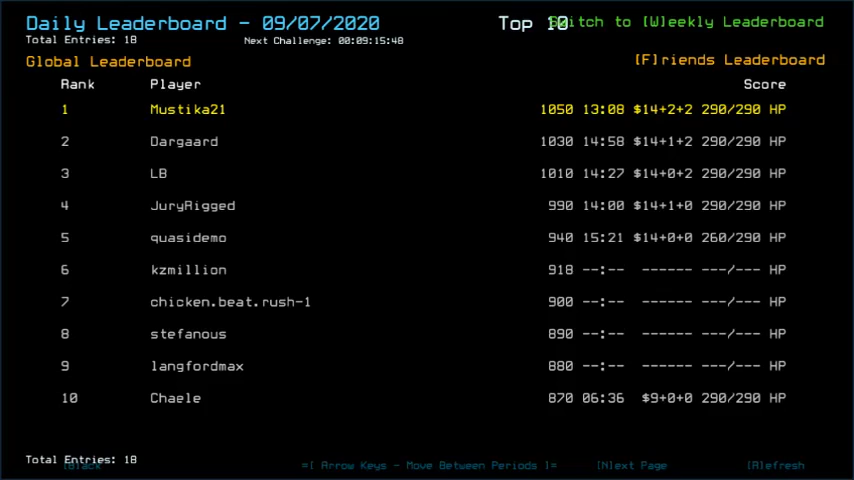 Daily Leaderboard - 09/07/2020
Top 10
Switch to [W]eekly Leaderboard
Total Entries: 18
Next Challenge: 00:09:15:48
Global Leaderboard
[F]riends Leaderboard
Rank Player Score
1 Mustika21 1050 13:08 $14+2+2 290/290 HP
2 Dargaard 1030 14:58 $14+1+2 290/290 HP
3 LB 1010 14:27 $14+0+2 290/290 HP
4 JuryRigged 990 14:00 $14+1+0 290/290 HP
5 quasidemo 940 15:21 $14+0+0 260/290 HP
6 kzmillion 918 --:-- ------ ---/--- HP
7 chicken.beat.rush-1 900 --:-- ------ ---/--- HP
8 stefanous 890 --:-- ------ ---/--- HP
9 langfordmax 880 --:-- ------ ---/--- HP
10 Chaele 870 06:36 $9+0+0 290/290 HP
Total Entries: 18
[B]ack
=[ Arrow Keys - Move Between Periods ]=
[N]ext Page
[R]efresh